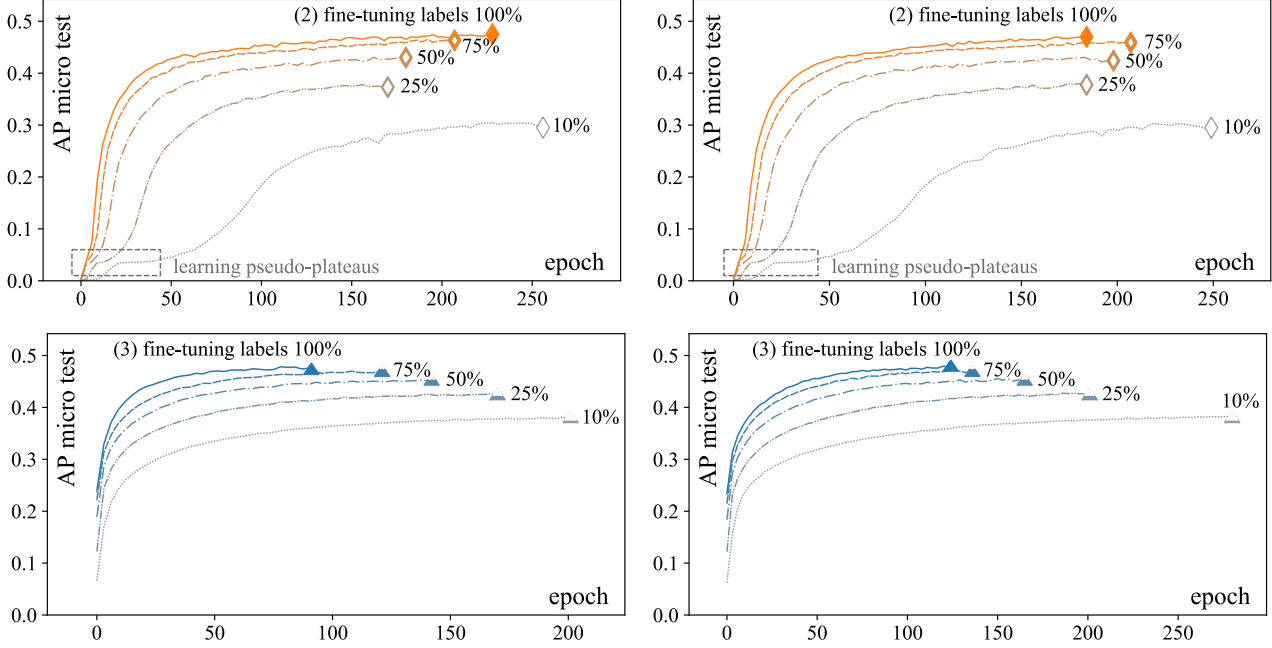 (2) fine-tuning labels 100%
0.5
0.4
0.3
0.2
0.1
0.0
AP micro test
75%
50%
25%
10%
learning pseudo-plateaus
epoch
0 50 100 150 200 250
(2) fine-tuning labels 100%
0.5
0.4
0.3
0.2
0.1
0.0
AP micro test
75%
50%
25%
10%
learning pseudo-plateaus
epoch
0 50 100 150 200 250
(3) fine-tuning labels 100%
0.5
0.4
0.3
0.2
0.1
0.0
AP micro test
75%
50%
25%
10%
epoch
0 50 100 150 200
(3) fine-tuning labels 100%
0.5
0.4
0.3
0.2
0.1
0.0
AP micro test
75%
50%
25%
10%
epoch
0 50 100 150 200 250